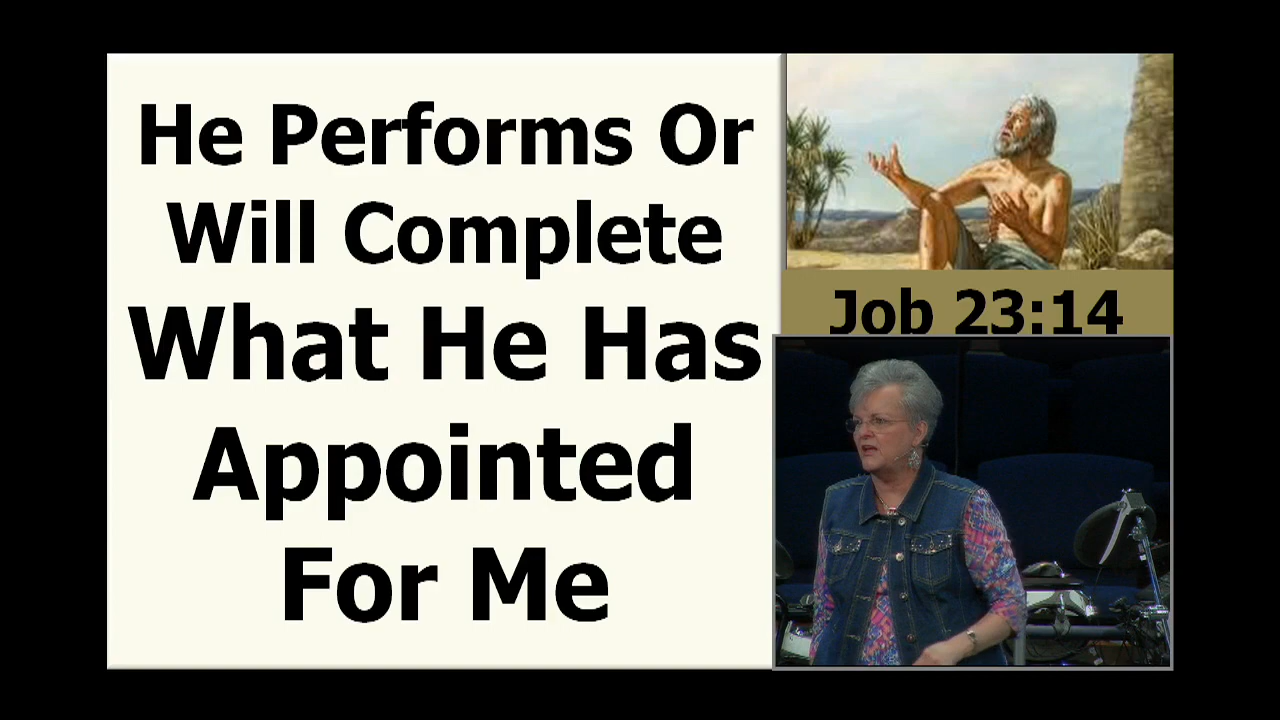 He Performs Or
Will Complete
What He Has
Appointed
For Me
Job 23:14